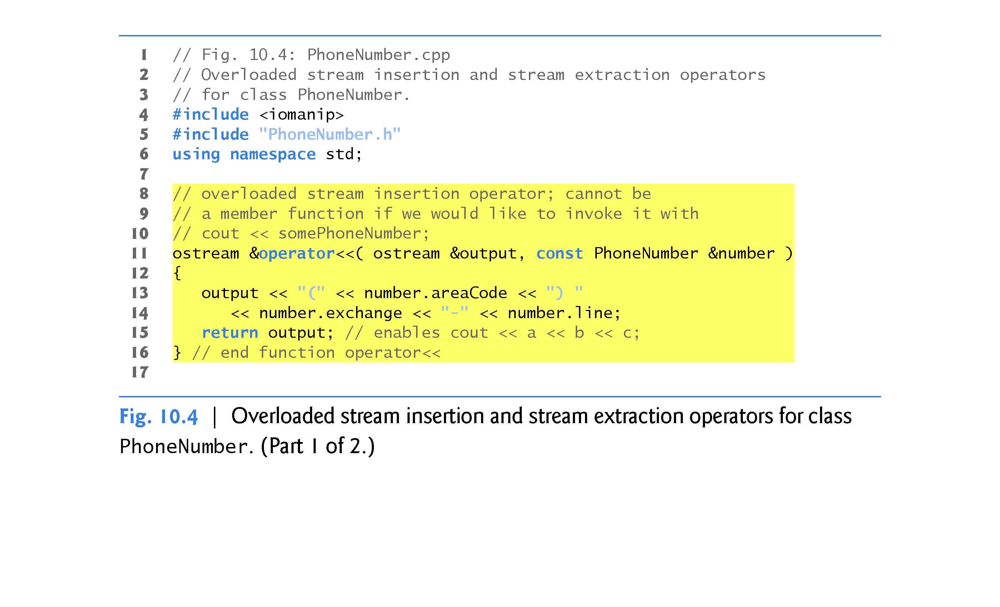 1 // Fig. 10.4: PhoneNumber.cpp
2 // Overloaded stream insertion and stream extraction operators
3 // for class PhoneNumber.
4 #include <iomanip>
5 #include "PhoneNumber.h"
6 using namespace std;
7
8 // overloaded stream insertion operator; cannot be
9 // a member function if we would like to invoke it with
10 // cout << somePhoneNumber;
11 ostream &operator<<( ostream &output, const PhoneNumber &number )
12 {
13    output << "(" << number.areaCode << ") "
14       << number.exchange << "-" << number.line;
15    return output; // enables cout << a << b << c;
16 } // end function operator<<
17
Fig. 10.4 | Overloaded stream insertion and stream extraction operators for class
PhoneNumber. (Part 1 of 2.)